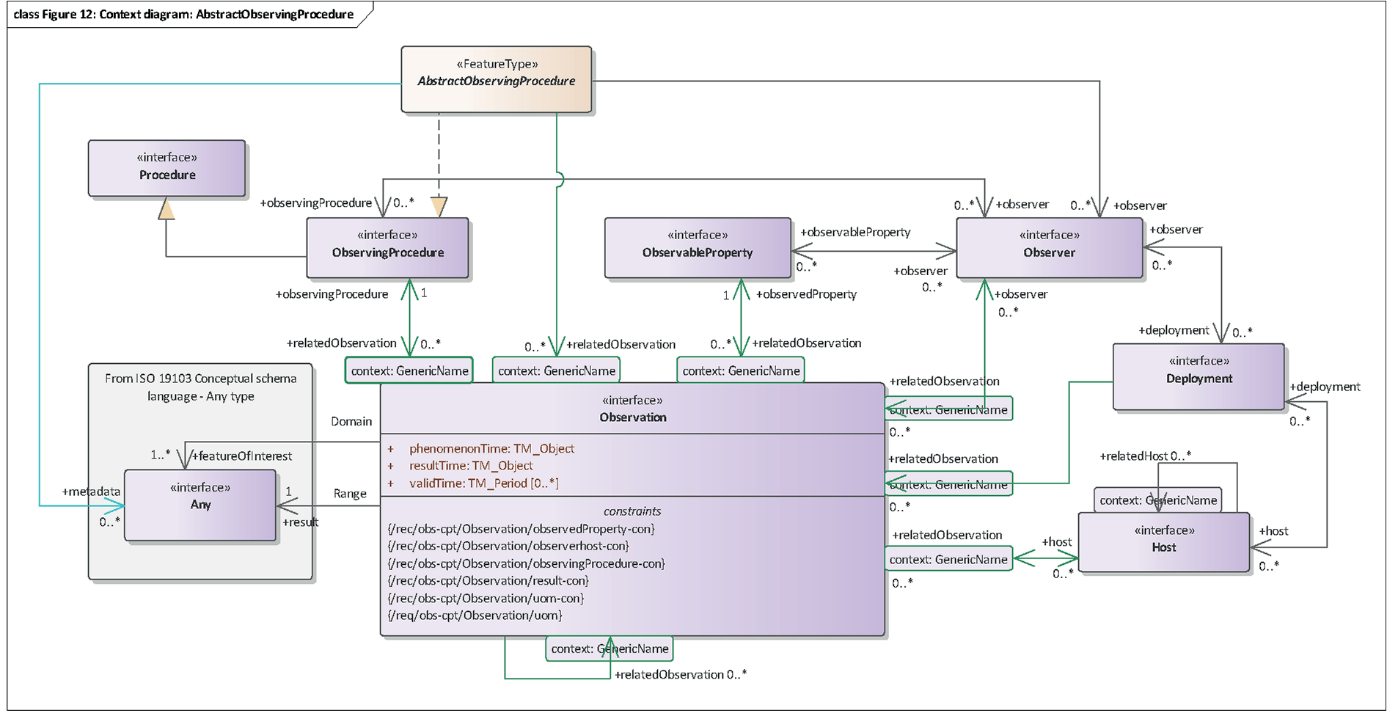 class Figure 12: Context diagram: AbstractObservingProcedure
«FeatureType»
AbstractObservingProcedure
«interface»
Procedure
+observingProcedure
0..*
0..*
+observer
0..*
+observer
«interface»
ObservingProcedure
«interface»
ObservableProperty
+observableProperty
0..*
+observer
0..*
«interface»
Observer
+observer
0..*
+observingProcedure
1
1
+observedProperty
+observer
0..*
+relatedObservation
0..*
0..*
+relatedObservation
0..*
+relatedObservation
+deployment
0..*
context: GenericName
context: GenericName
context: GenericName
«interface»
Deployment
From ISO 19103 Conceptual schema
language - Any type
«interface»
Observation
+relatedObservation
context: GenericName
0..*
+deployment
0..*
Domain
1..*
+featureOfInterest
+ phenomenonTime: TM_Object
+ resultTime: TM_Object
+ validTime: TM_Period [0..*]
+relatedObservation
context: GenericName
0..*
+relatedHost 0..*
context: GenericName
+metadata
0..*
«interface»
Any
1
+result
Range
constraints
{/rec/obs-cpt/Observation/observedProperty-con}
{/rec/obs-cpt/Observation/observerhost-con}
{/rec/obs-cpt/Observation/observingProcedure-con}
{/rec/obs-cpt/Observation/result-con}
{/rec/obs-cpt/Observation/uom-con}
{/req/obs-cpt/Observation/uom}
+relatedObservation
context: GenericName
0..*
+host
0..*
«interface»
Host
+host
0..*
context: GenericName
+relatedObservation 0..*